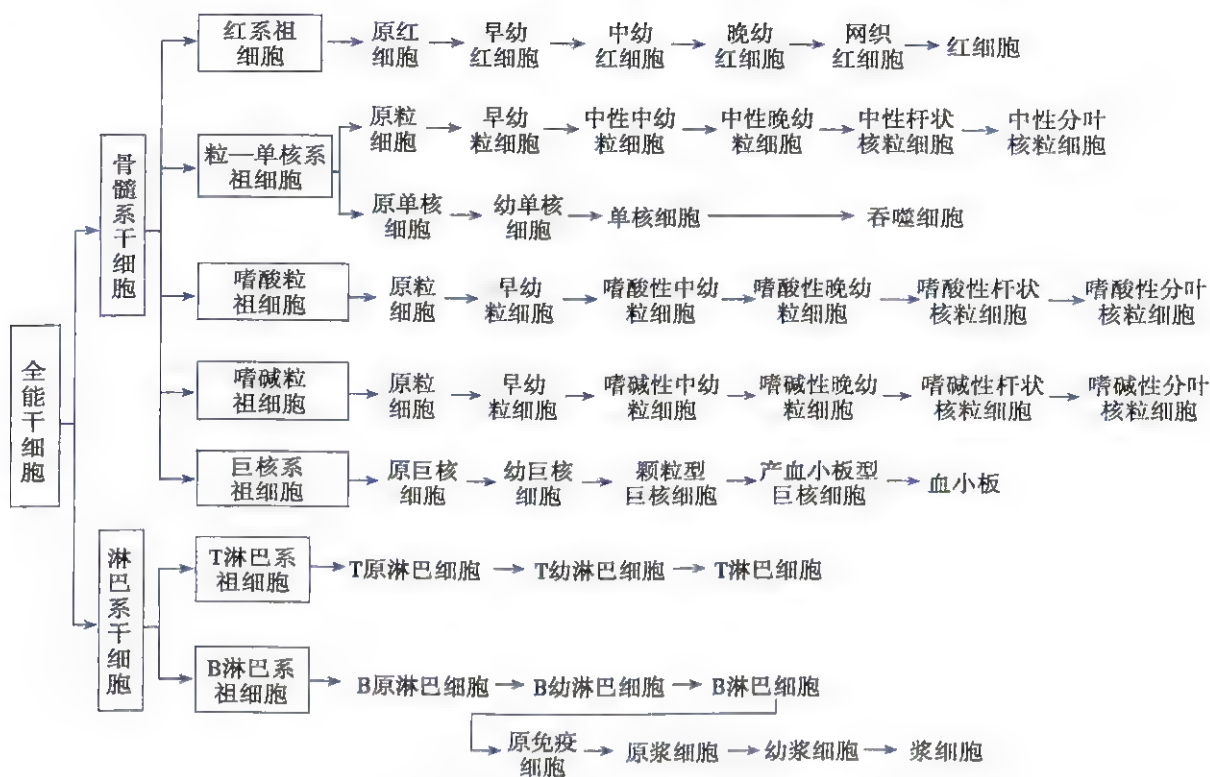 红系祖
细胞
原红
细胞
早幼
红细胞
中幼
红细胞
晚幼
红细胞
网织
红细胞
红细胞
粒—单核系
祖细胞
原粒
细胞
早幼
粒细胞
中性中幼
粒细胞
中性晚幼
粒细胞
中性杆状
核粒细胞
中性分叶
核粒细胞
原单核
细胞
幼单核
细胞
单核细胞
吞噬细胞
骨髓系干细胞
嗜酸粒
祖细胞
原粒
细胞
早幼
粒细胞
嗜酸性中幼
粒细胞
嗜酸性晚幼
粒细胞
嗜酸性杆状
核粒细胞
嗜酸性分叶
核粒细胞
全能干细胞
嗜碱粒
祖细胞
原粒
细胞
早幼
粒细胞
嗜碱性中幼
粒细胞
嗜碱性晚幼
粒细胞
嗜碱性杆状
核粒细胞
嗜碱性分叶
核粒细胞
巨核系
祖细胞
原巨核
细胞
幼巨核
细胞
颗粒型
巨核细胞
产血小板型
巨核细胞
血小板
淋巴系干细胞
T淋巴系
祖细胞
T原淋巴细胞
T幼淋巴细胞
T淋巴细胞
B淋巴系
祖细胞
B原淋巴细胞
B幼淋巴细胞
B淋巴细胞
原免疫
细胞
原浆细胞
幼浆细胞
浆细胞